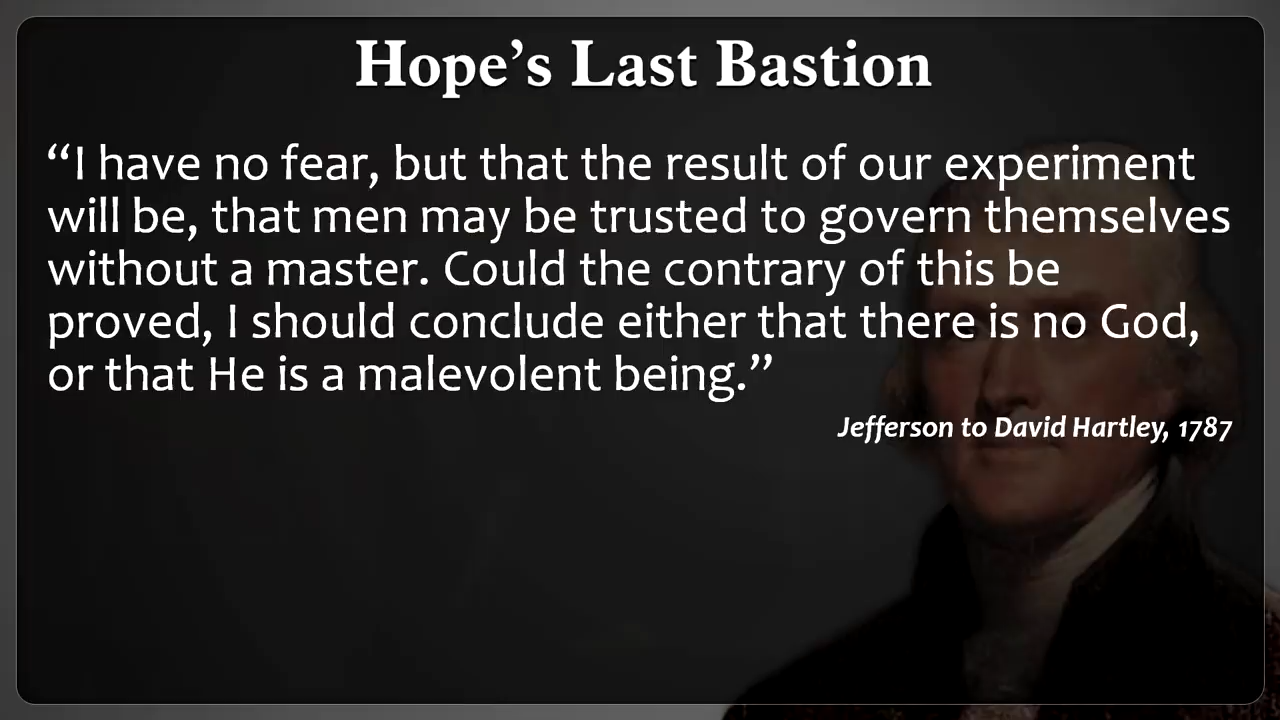 Hope’s Last Bastion
“I have no fear, but that the result of our experiment
will be, that men may be trusted to govern themselves
without a master. Could the contrary of this be
proved, I should conclude either that there is no God,
or that He is a malevolent being.”
Jefferson to David Hartley, 1787